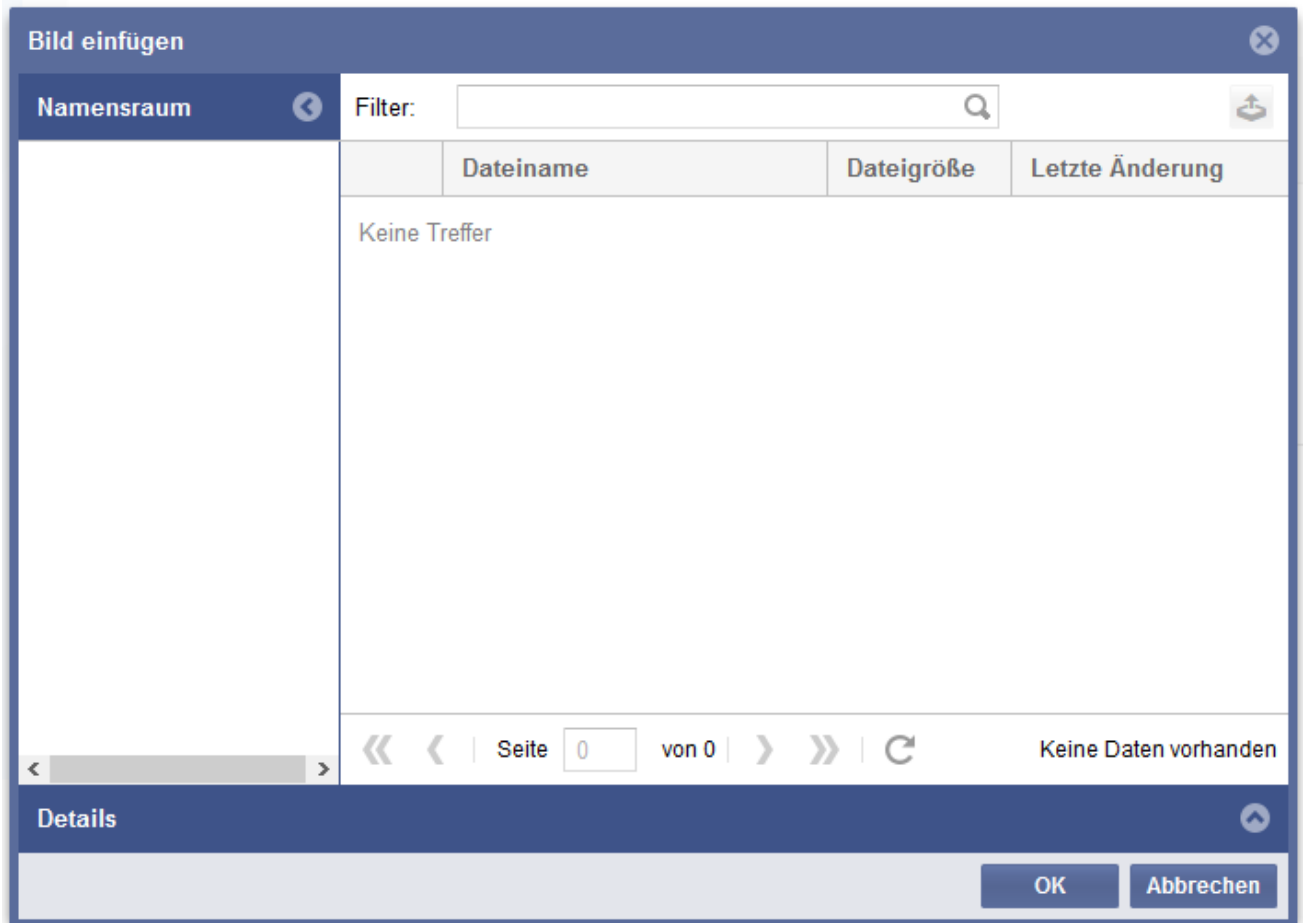 Bild einfügen
Namensraum
Filter:
Dateiname Dateigröße Letzte Änderung
Keine Treffer
Seite 0 von 0 Keine Daten vorhanden
Details
OK Abbrechen